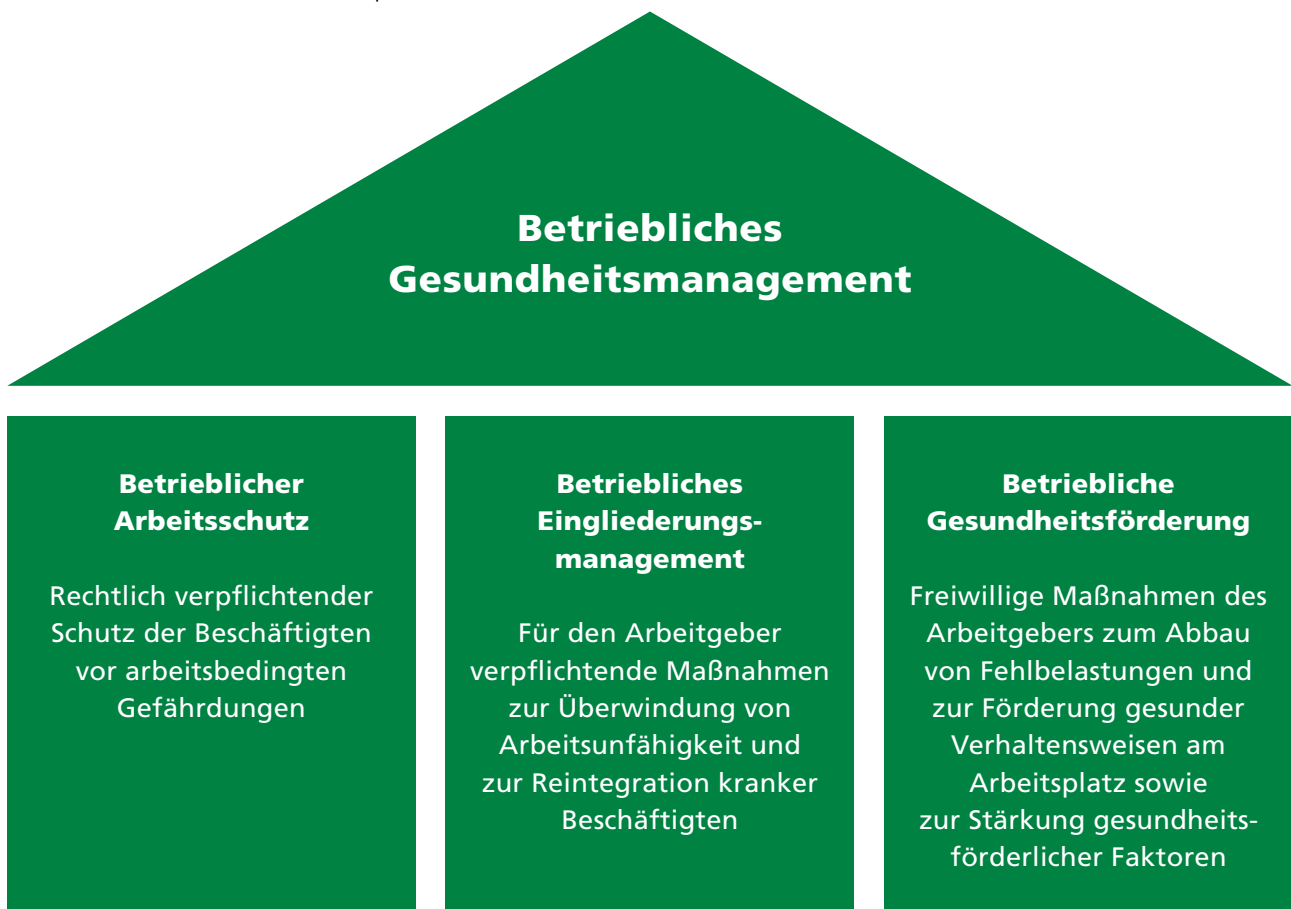 Betriebliches
Gesundheitsmanagement
Betrieblicher
Arbeitsschutz
Rechtlich verpflichtender
Schutz der Beschäftigten
vor arbeitsbedingten
Gefährdungen
Betriebliches
Eingliederungs-
management
Für den Arbeitgeber
verpflichtende Maßnahmen
zur Überwindung von
Arbeitsunfähigkeit und
zur Reintegration kranker
Beschäftigten
Betriebliche
Gesundheitsförderung
Freiwillige Maßnahmen des
Arbeitgebers zum Abbau
von Fehlbelastungen und
zur Förderung gesunder
Verhaltensweisen am
Arbeitsplatz sowie
zur Stärkung gesundheits-
förderlicher Faktoren